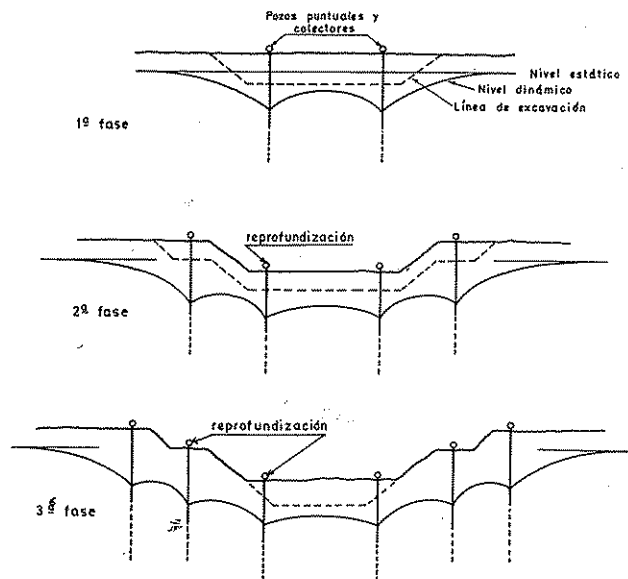 Pozos puntuales y
colectores
Nivel estático
Nivel dinámico
Línea de excavación
1ª fase
reprofundización
2ª fase
reprofundización
3ª fase